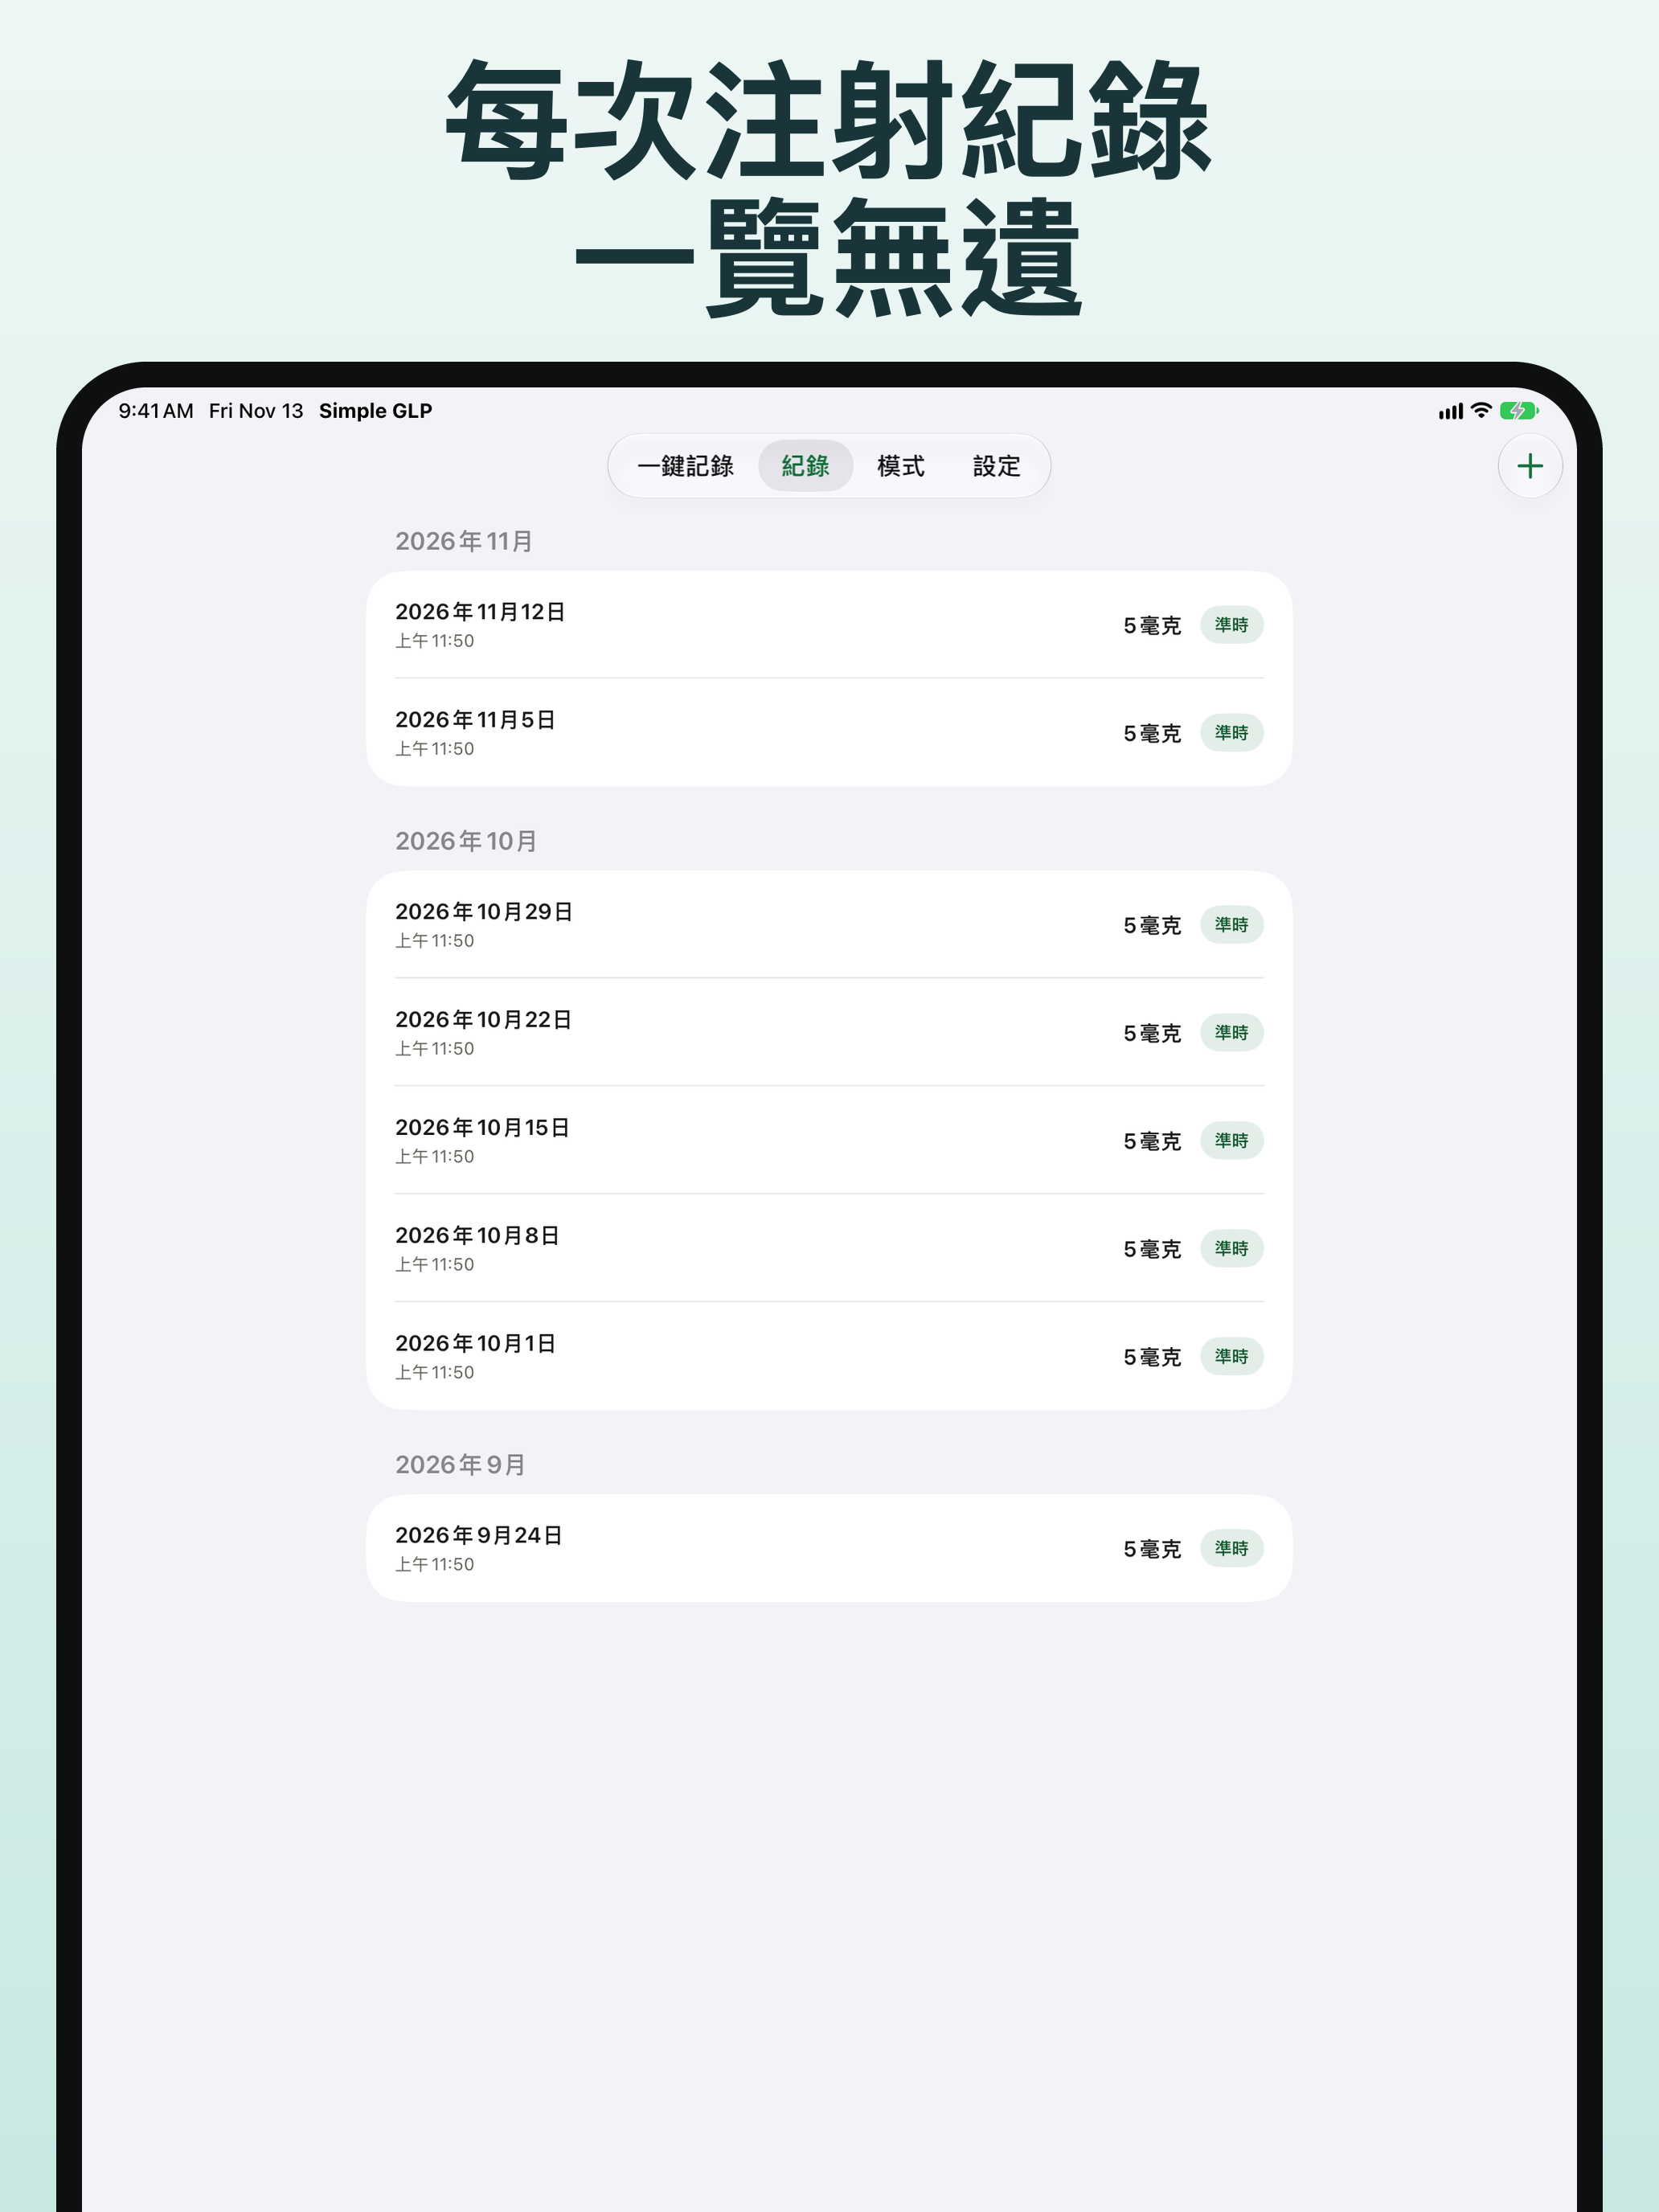 每次注射紀錄
一覽無遺
9:41 AM Fri Nov 13 Simple GLP
一鍵記錄 紀錄 模式 設定
2026年11月
2026年11月12日
上午11:50
5毫克 準時
2026年11月5日
上午11:50
5毫克 準時
2026年10月
2026年10月29日
上午11:50
5毫克 準時
2026年10月22日
上午11:50
5毫克 準時
2026年10月15日
上午11:50
5毫克 準時
2026年10月8日
上午11:50
5毫克 準時
2026年10月1日
上午11:50
5毫克 準時
2026年9月
2026年9月24日
上午11:50
5毫克 準時